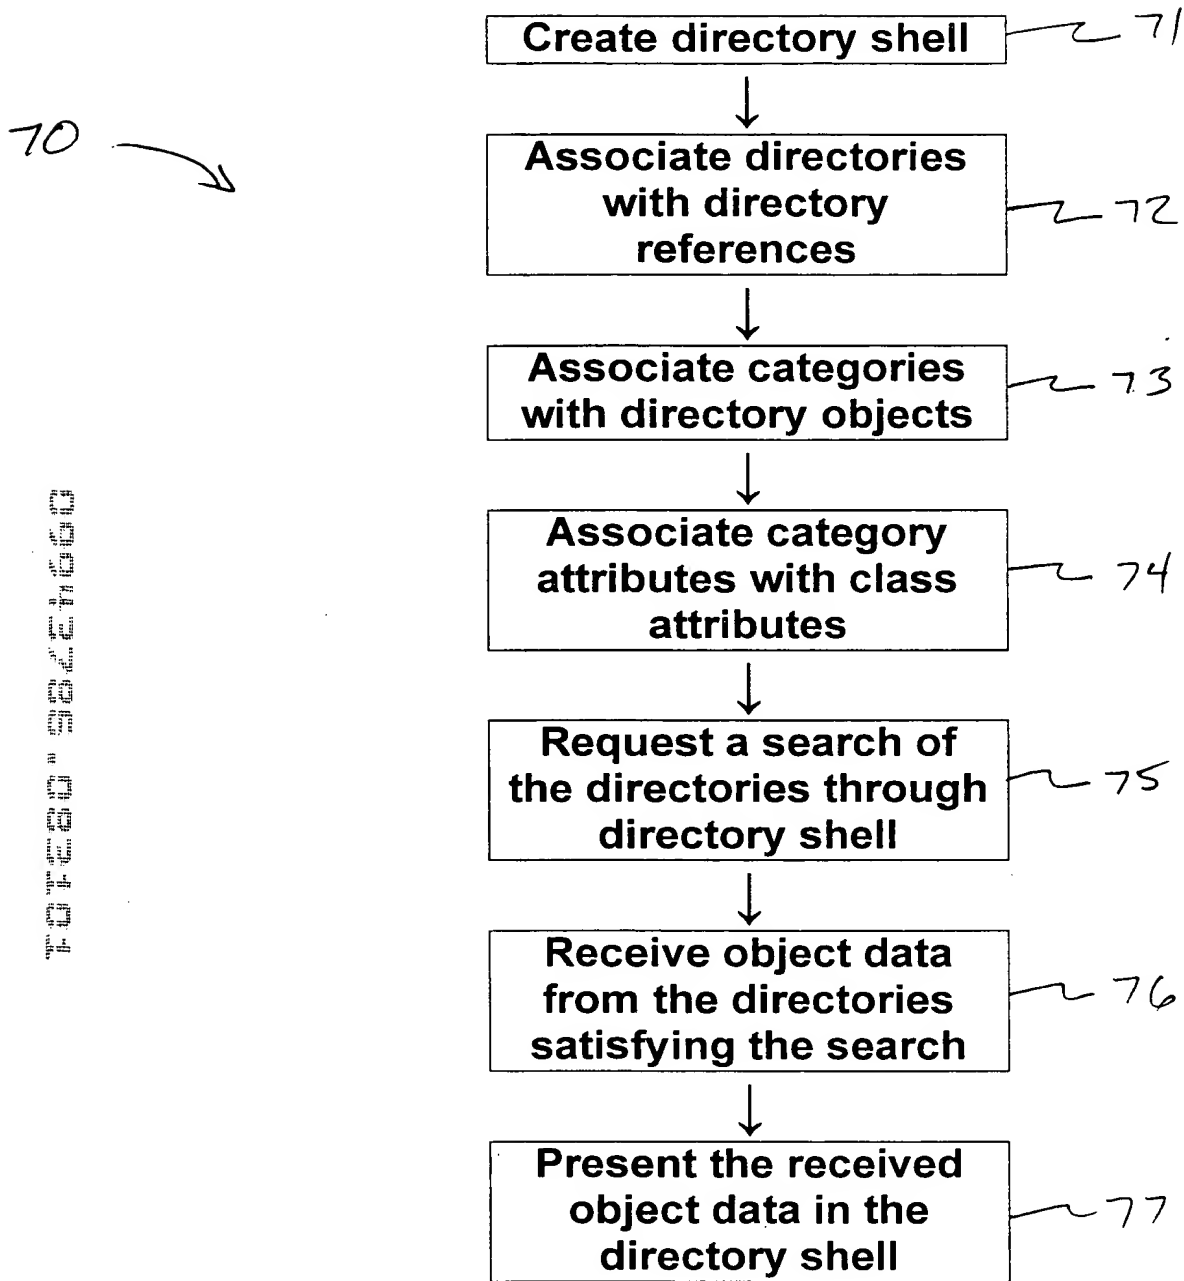 Create directory shell
71
70
Associate directories
with directory
references
72
Associate categories
with directory objects
73
Associate category
attributes with class
attributes
74
Request a search of
the directories through
directory shell
75
Receive object data
from the directories
satisfying the search
76
Present the received
object data in the
directory shell
77
09943785.083101